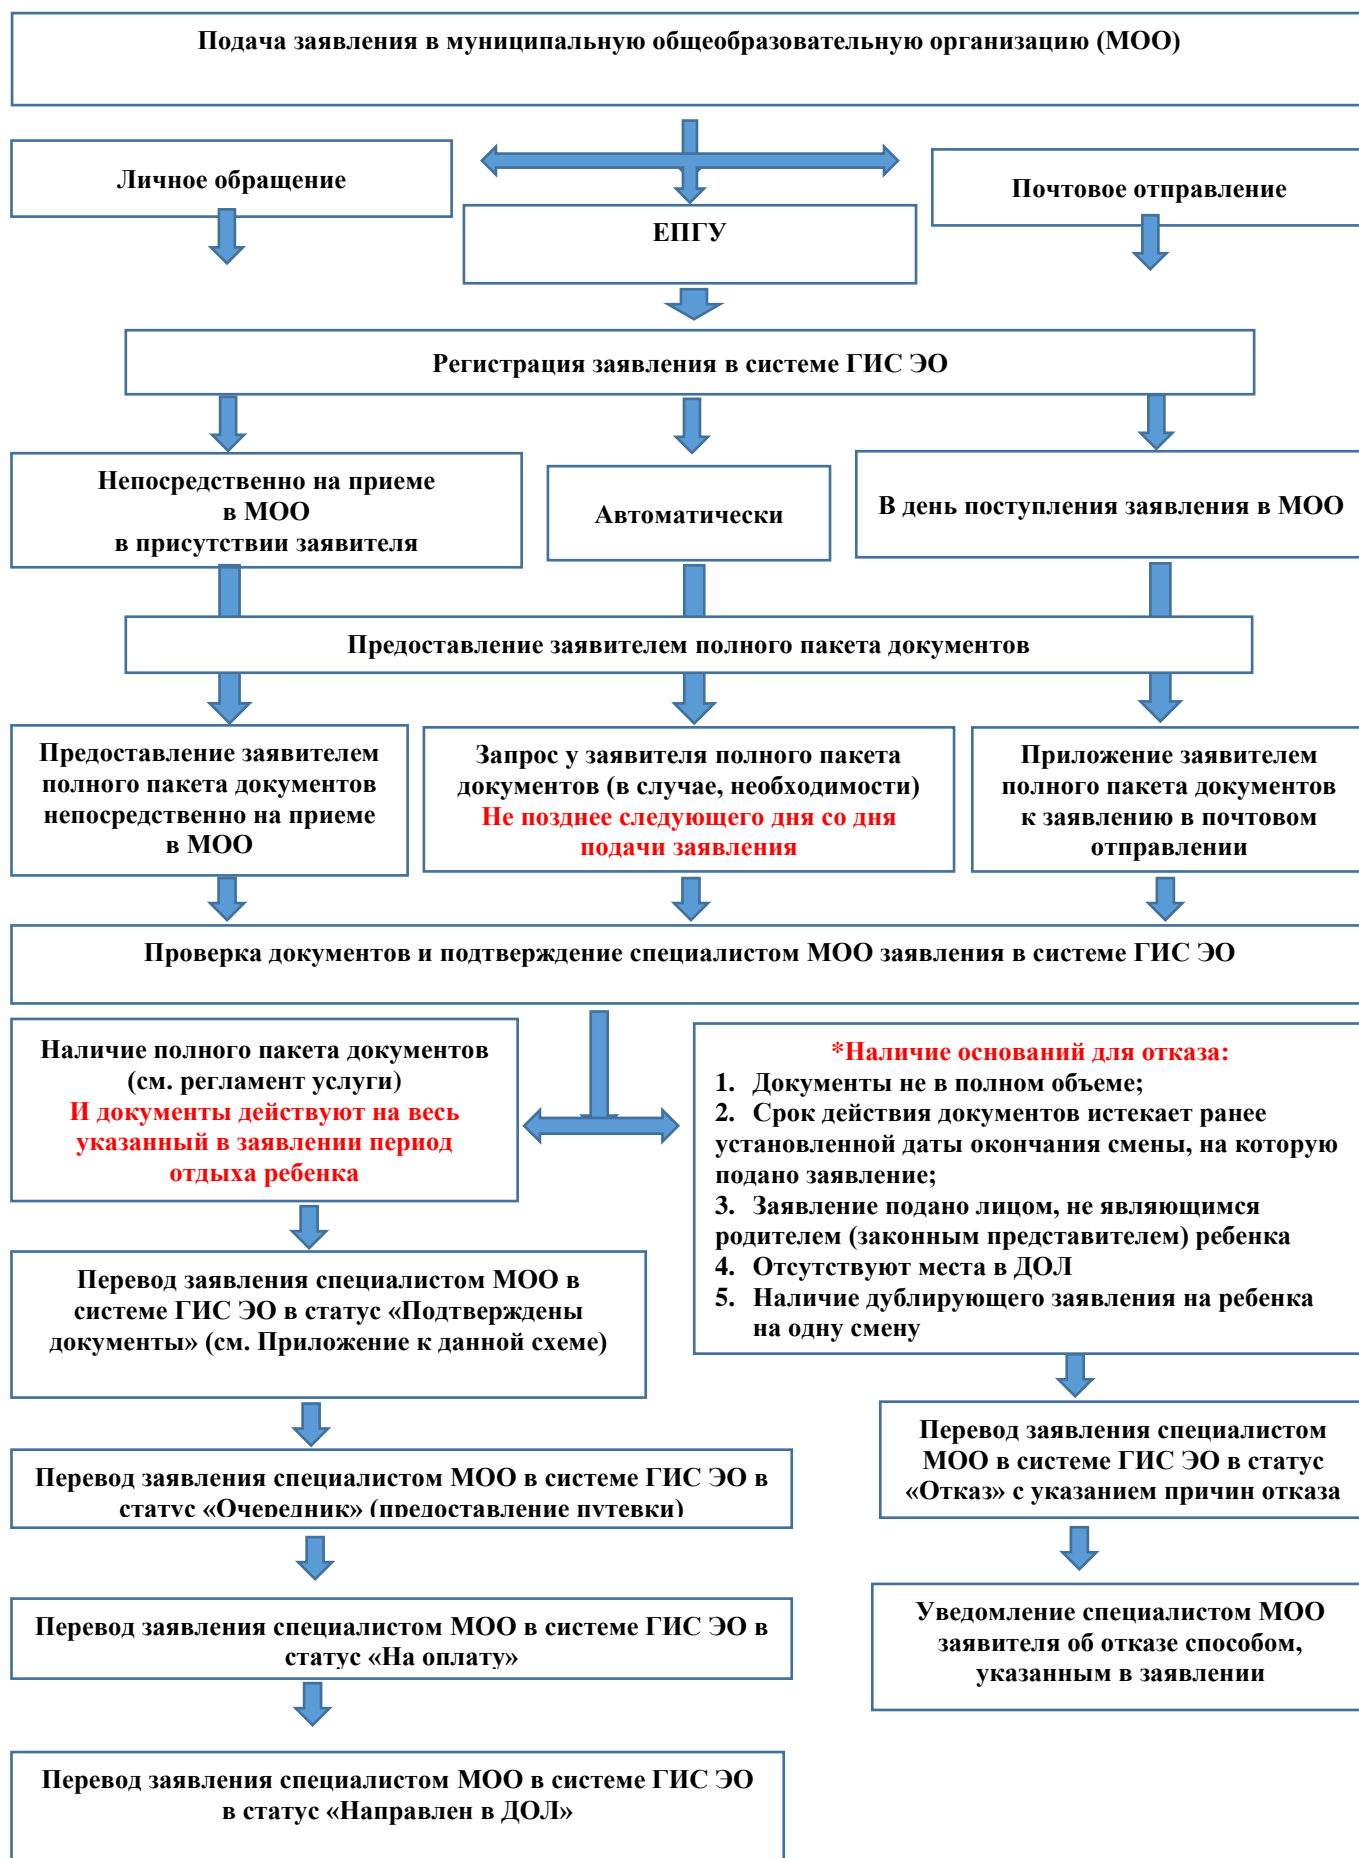 Подача заявления в муниципальную общеобразовательную организацию (МОО)
Личное обращение
ЕПГУ
Почтовое отправление
Регистрация заявления в системе ГИС ЭО
Непосредственно на приеме
в МОО
в присутствии заявителя
Автоматически
В день поступления заявления в МОО
Предоставление заявителем полного пакета документов
Предоставление заявителем
полного пакета документов
непосредственно на приеме
в МОО
Запрос у заявителя полного пакета
документов (в случае, необходимости)
Не позднее следующего дня со дня
подачи заявления
Приложение заявителем
полного пакета документов
к заявлению в почтовом
отправлении
Проверка документов и подтверждение специалистом МОО заявления в системе ГИС ЭО
Наличие полного пакета документов
(см. регламент услуги)
И документы действуют на весь
указанный в заявлении период
отдыха ребенка
*Наличие оснований для отказа:
1. Документы не в полном объеме;
2. Срок действия документов истекает ранее
установленной даты окончания смены, на которую
подано заявление;
3. Заявление подано лицом, не являющимся
родителем (законным представителем) ребенка
4. Отсутствуют места в ДОЛ
5. Наличие дублирующего заявления на ребенка
на одну смену
Перевод заявления специалистом МОО в
системе ГИС ЭО в статус «Подтверждены
документы» (см. Приложение к данной схеме)
Перевод заявления специалистом МОО в системе ГИС ЭО в
статус «Очередник» (предоставление путевки)
Перевод заявления специалистом МОО в системе ГИС ЭО в
статус «На оплату»
Перевод заявления специалистом МОО в системе ГИС ЭО
в статус «Направлен в ДОЛ»
Перевод заявления специалистом
МОО в системе ГИС ЭО в статус
«Отказ» с указанием причин отказа
Уведомление специалистом МОО
заявителя об отказе способом,
указанным в заявлении